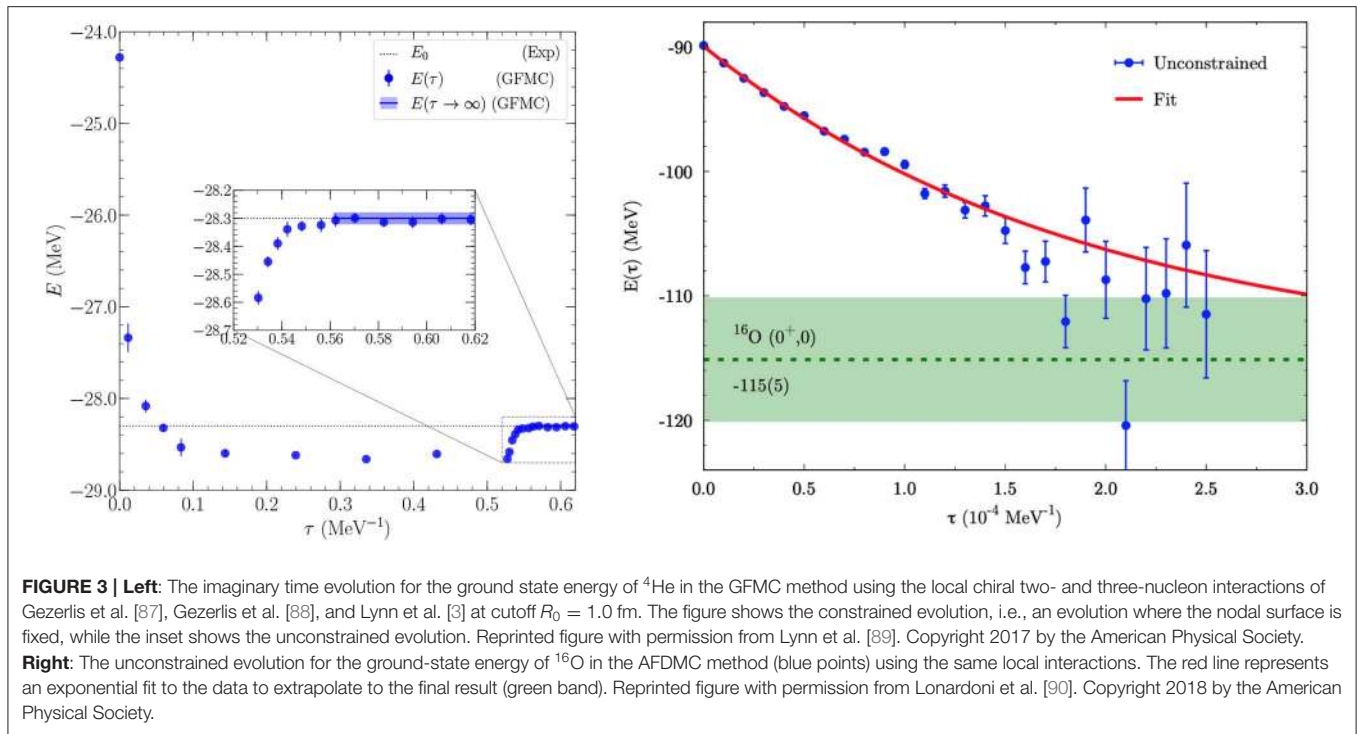 −24.0
−25.0
−26.0
−27.0
−28.0
−29.0
E (MeV)
0.0 0.1 0.2 0.3 0.4 0.5 0.6
τ (MeV⁻¹)
E₀ (Exp)
E(τ) (GFMC)
E(τ → ∞) (GFMC)
−28.2
−28.3
−28.4
−28.5
−28.6
−28.7
0.52 0.54 0.56 0.58 0.60 0.62
-90
-100
-110
-120
E(τ) (MeV)
Unconstrained
Fit
¹⁶O (0⁺,0)
-115(5)
0.0 0.5 1.0 1.5 2.0 2.5 3.0
τ (10⁻⁴ MeV⁻¹)
FIGURE 3 | Left: The imaginary time evolution for the ground state energy of ⁴He in the GFMC method using the local chiral two- and three-nucleon interactions of
Gezerlis et al. [87], Gezerlis et al. [88], and Lynn et al. [3] at cutoff R₀ = 1.0 fm. The figure shows the constrained evolution, i.e., an evolution where the nodal surface is
fixed, while the inset shows the unconstrained evolution. Reprinted figure with permission from Lynn et al. [89]. Copyright 2017 by the American Physical Society.
Right: The unconstrained evolution for the ground-state energy of ¹⁶O in the AFDMC method (blue points) using the same local interactions. The red line represents
an exponential fit to the data to extrapolate to the final result (green band). Reprinted figure with permission from Lonardoni et al. [90]. Copyright 2018 by the American
Physical Society.